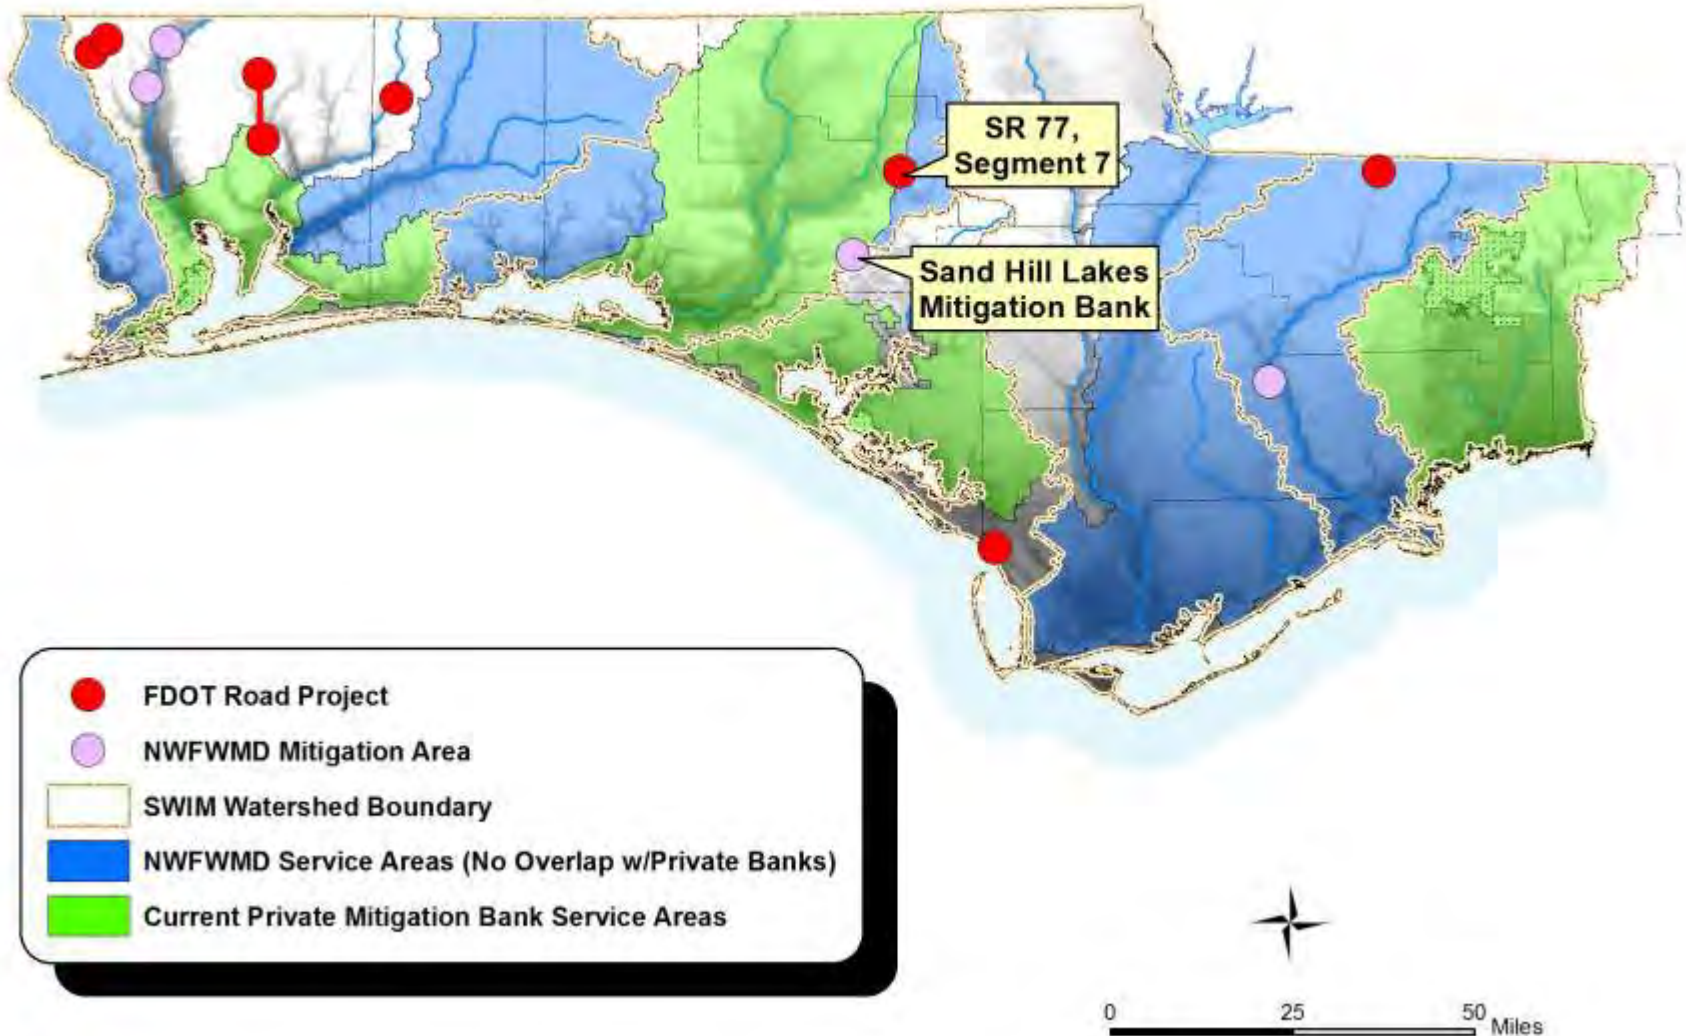 SR 77,
Segment 7
Sand Hill Lakes
Mitigation Bank
FDOT Road Project
NWFWMD Mitigation Area
SWIM Watershed Boundary
NWFWMD Service Areas (No Overlap w/Private Banks)
Current Private Mitigation Bank Service Areas
0 25 50 Miles